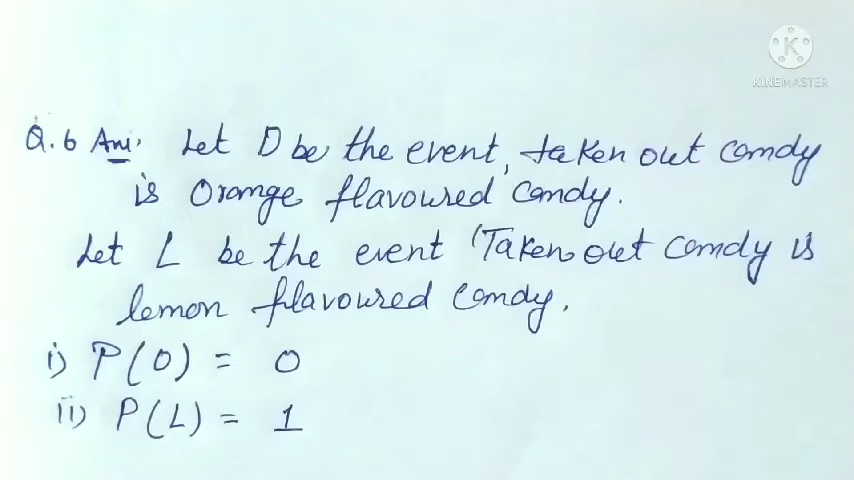 KINEMASTER
Q.6 Ans. Let O be the event, taken out candy
is Orange flavoured candy.
Let L be the event 'Taken out candy is
lemon flavoured candy.
i) P(O) = 0
ii) P(L) = 1